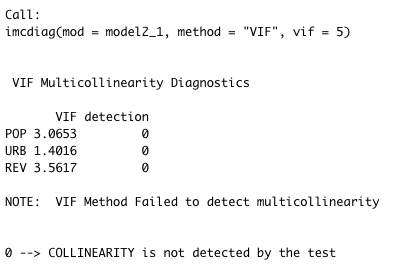 Call:
imcdiag(mod = model2_1, method = "VIF", vif = 5)
VIF Multicollinearity Diagnostics
VIF detection
POP 3.0653 0
URB 1.4016 0
REV 3.5617 0
NOTE: VIF Method Failed to detect multicollinearity
0 --> COLLINEARITY is not detected by the test